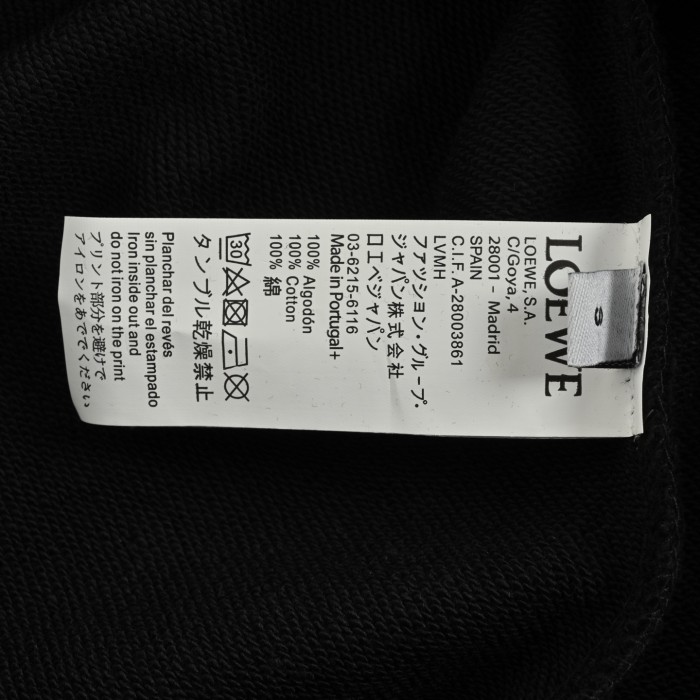 LOEWE
S
LOEWE, S.A.
C/Goya, 4
28001 - Madrid
SPAIN
C.I.F. A-28003861
LVMH
ファッション・グループ・
ジャパン株式会社
ロエベジャパン
03-6215-6116
Made in Portugal+
100% Algodón
100% Cotton
100% 綿
30
タンブル乾燥禁止
Planchar del revés
sin planchar el estampado
Iron inside out and
do not iron on the print
プリント部分を避けて
アイロンをあててください